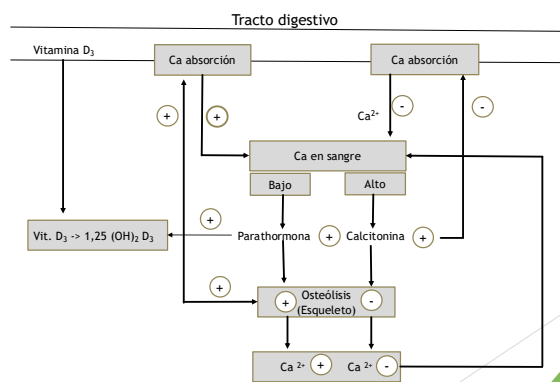 Tracto digestivo
Vitamina D₃
Ca absorción
Ca absorción
+
+
Ca²⁺
-
-
Ca en sangre
Bajo
Alto
+
Vit. D₃ -> 1,25 (OH)₂ D₃
Parathormona
+
Calcitonina
+
+
+
Osteólisis
(Esqueleto)
-
Ca ²⁺ +
Ca ²⁺ -